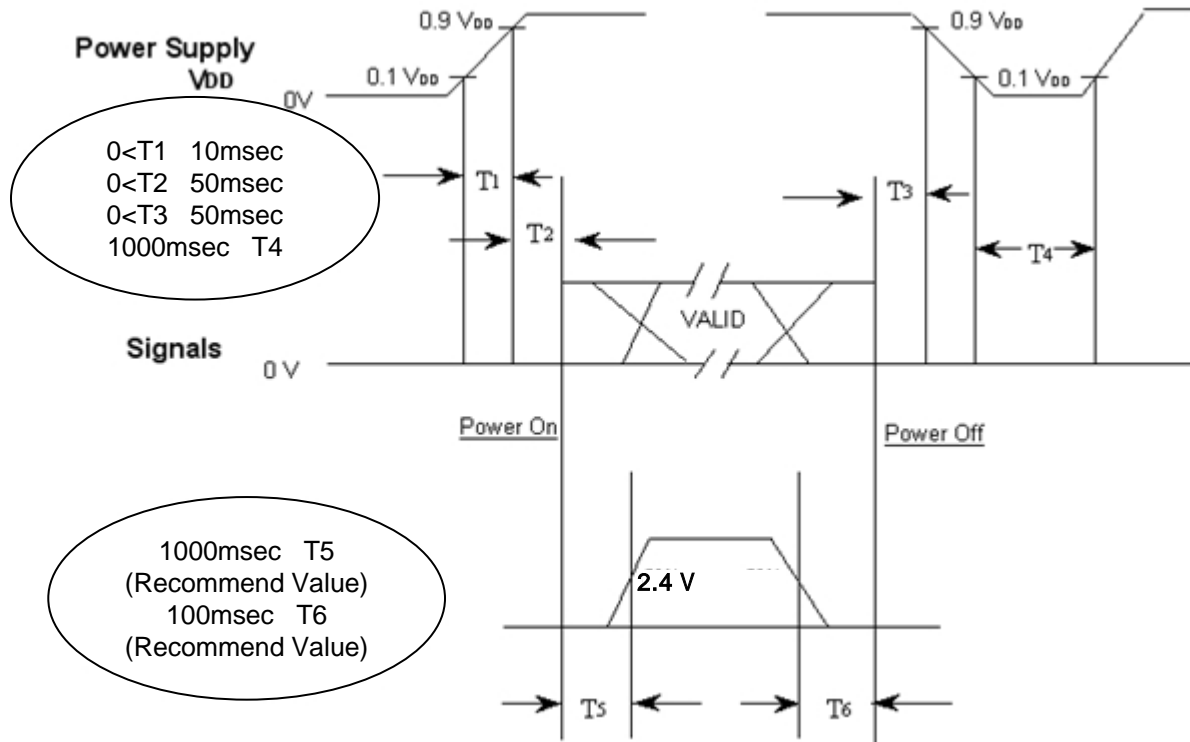 0.9 VDD
0.9 VDD
Power Supply
VDD
0.1 VDD
0.1 VDD
0V
0<T1 10msec
0<T2 50msec
0<T3 50msec
1000msec T4
T1
T3
T2
T4
VALID
Signals
0 V
Power On
Power Off
1000msec T5
(Recommend Value)
100msec T6
(Recommend Value)
2.4 V
T5
T6